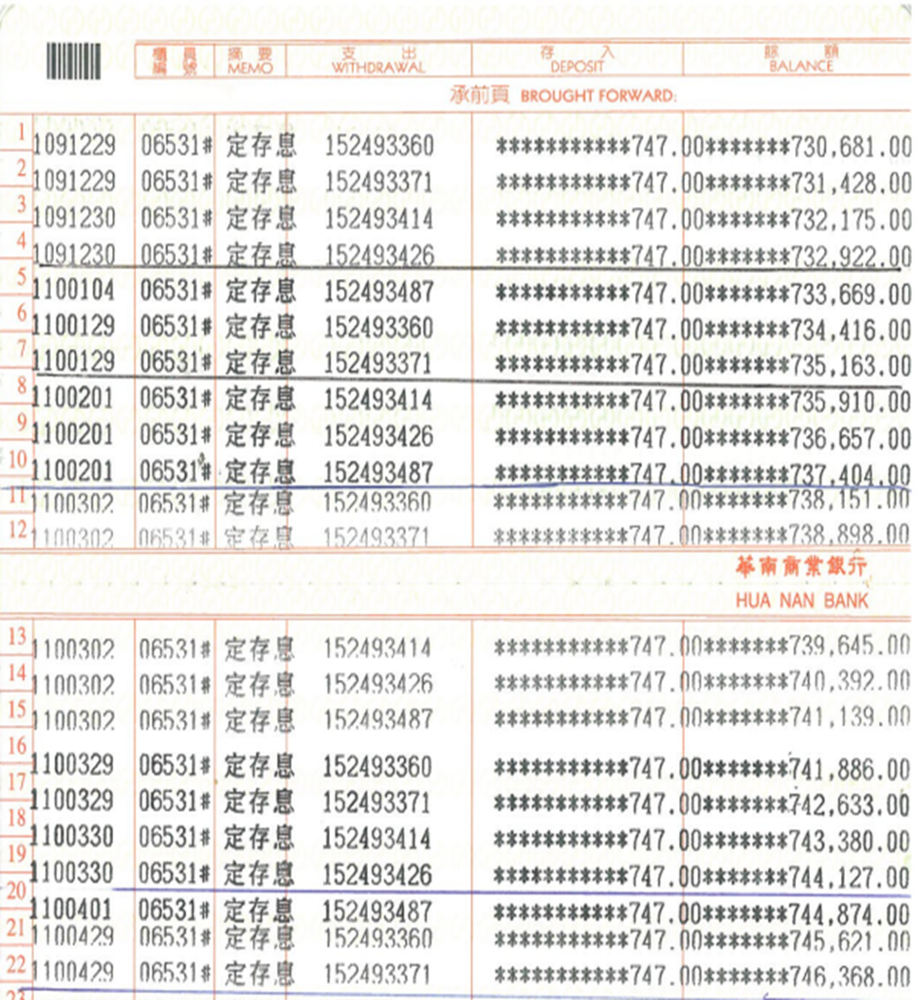 櫃員 摘要 支出 存入 餘額
編號 MEMO WITHDRAWAL DEPOSIT BALANCE
承前頁 BROUGHT FORWARD:
1 1091229 06531# 定存息 152493360 ***********747.00*******730,681.00
2 1091229 06531# 定存息 152493371 ***********747.00*******731,428.00
3 1091230 06531# 定存息 152493414 ***********747.00*******732,175.00
4 1091230 06531# 定存息 152493426 ***********747.00*******732,922.00
5 1100104 06531# 定存息 152493487 ***********747.00*******733,669.00
6 1100129 06531# 定存息 152493360 ***********747.00*******734,416.00
7 1100129 06531# 定存息 152493371 ***********747.00*******735,163.00
8 1100201 06531# 定存息 152493414 ***********747.00*******735,910.00
9 1100201 06531# 定存息 152493426 ***********747.00*******736,657.00
10 1100201 06531# 定存息 152493487 ***********747.00*******737,404.00
11 1100302 06531# 定存息 152493360 ***********747.00*******738,151.00
12 1100302 06531# 定存息 152493371 ***********747.00*******738,898.00
華南商業銀行
HUA NAN BANK
13 1100302 06531# 定存息 152493414 ***********747.00*******739,645.00
14 1100302 06531# 定存息 152493426 ***********747.00*******740,392.00
15 1100302 06531# 定存息 152493487 ***********747.00*******741,139.00
16 1100329 06531# 定存息 152493360 ***********747.00*******741,886.00
17 1100329 06531# 定存息 152493371 ***********747.00*******742,633.00
18 1100330 06531# 定存息 152493414 ***********747.00*******743,380.00
19 1100330 06531# 定存息 152493426 ***********747.00*******744,127.00
20 1100401 06531# 定存息 152493487 ***********747.00*******744,874.00
21 1100429 06531# 定存息 152493360 ***********747.00*******745,621.00
22 1100429 06531# 定存息 152493371 ***********747.00*******746,368.00
23